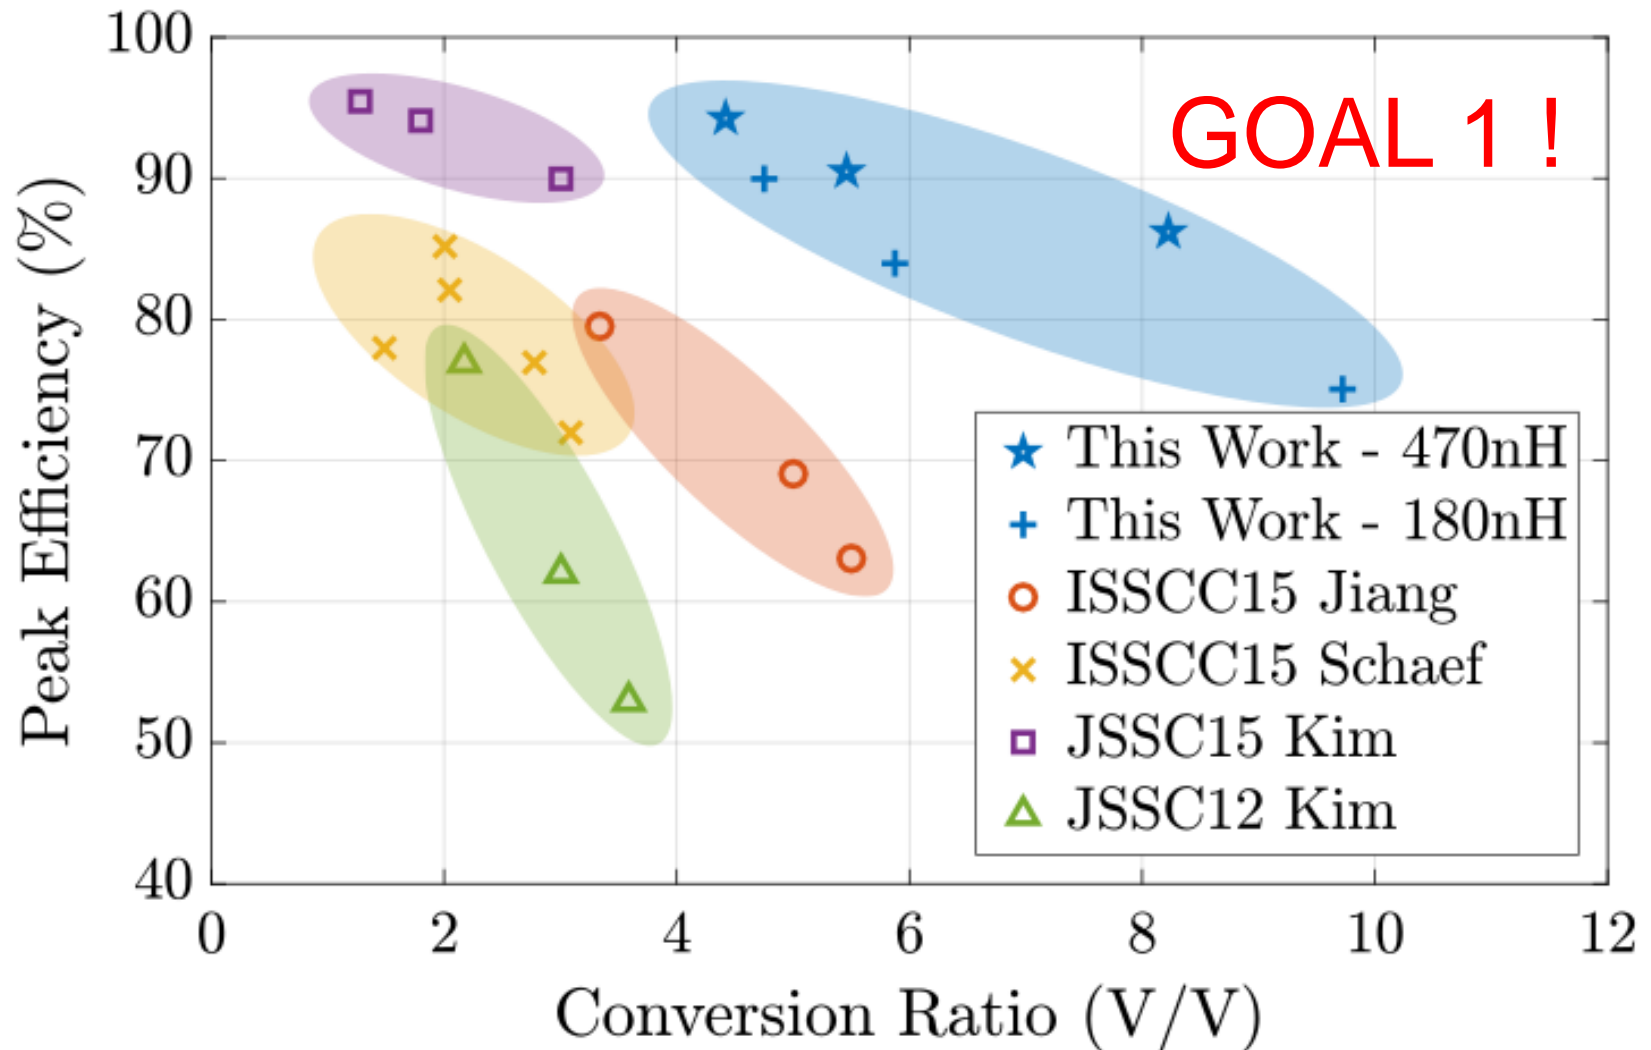 100
90
80
70
60
50
40
Peak Efficiency (%)
GOAL 1 !
This Work - 470nH
This Work - 180nH
ISSCC15 Jiang
ISSCC15 Schaef
JSSC15 Kim
JSSC12 Kim
0 2 4 6 8 10 12
Conversion Ratio (V/V)